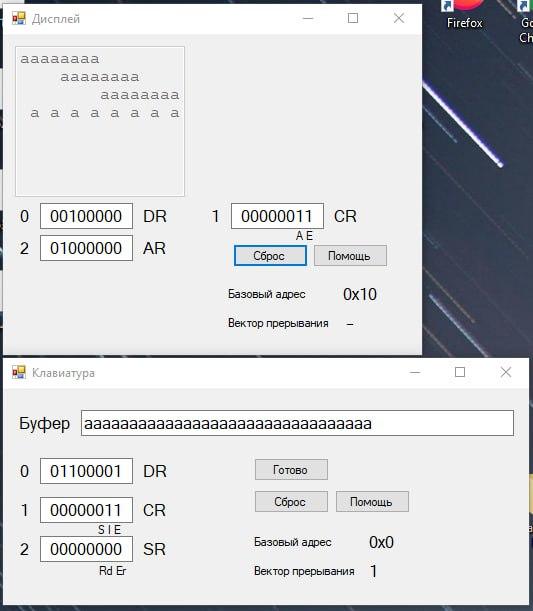 Дисплей
Firefox
Go
Ch
aaaaaaaa
aaaaaaaa
aaaaaaaa
a a a a a a a a
0 00100000 DR 1 00000011 CR
A E
2 01000000 AR
Сброс Помощь
Базовый адрес 0x10
Вектор прерывания –
Клавиатура
Буфер aaaaaaaaaaaaaaaaaaaaaaaaaaaaaaaa
0 01100001 DR Готово
1 00000011 CR Сброс Помощь
S I E
2 00000000 SR Базовый адрес 0x0
Rd Er Вектор прерывания 1